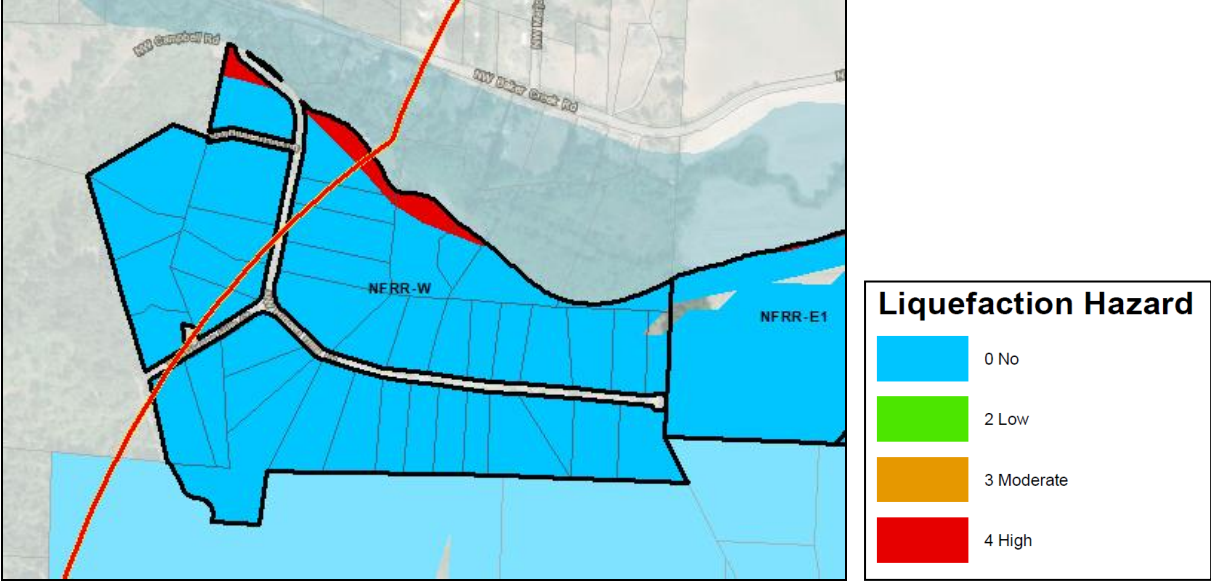 NW Campbell Rd
NW Baker Creek Rd
NFRR-W
NFRR-E1
Liquefaction Hazard
0 No
2 Low
3 Moderate
4 High